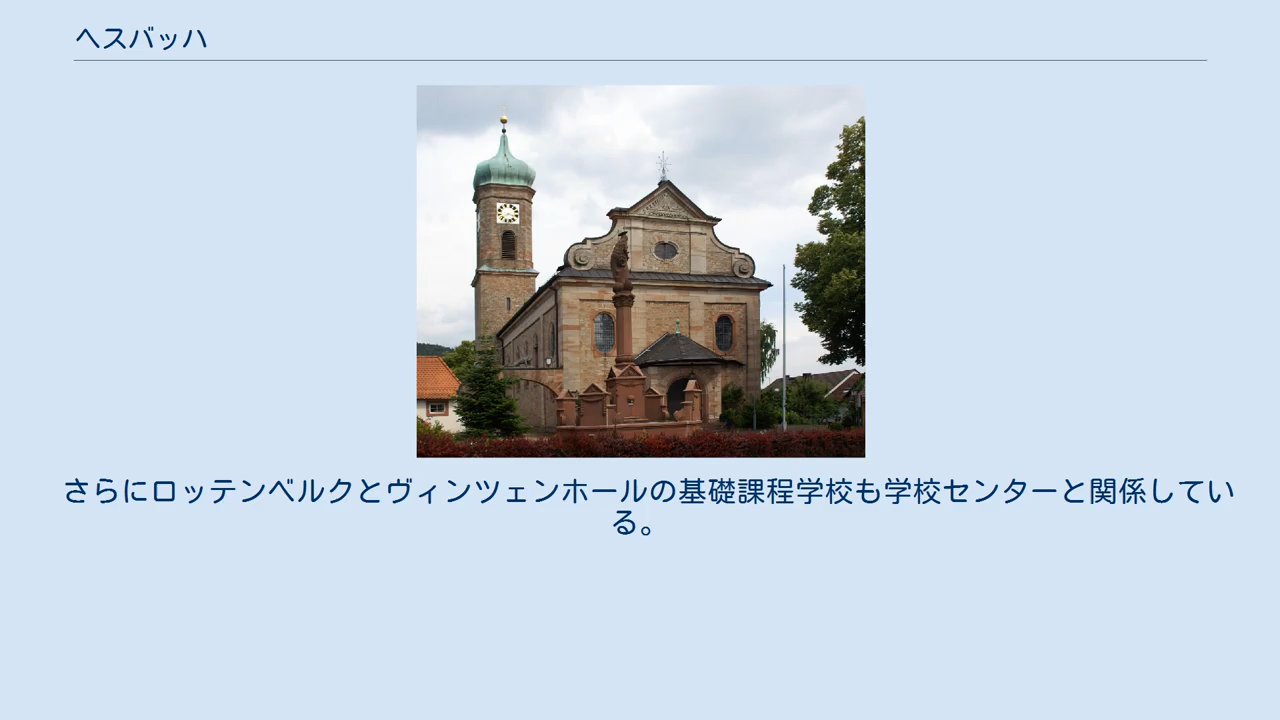 ヘスバッハ
さらにロッテンベルクとヴィンツェンホールの基礎課程学校も学校センターと関係してい
る。